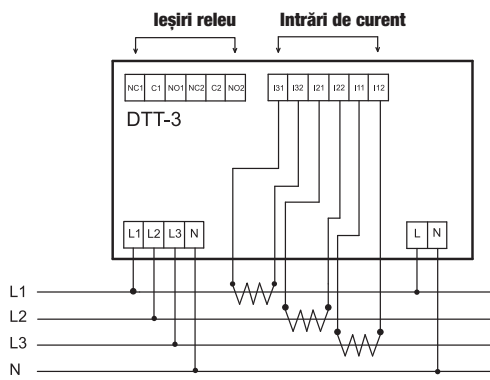 Ieșiri releu Intrări de curent
NC1 C1 NO1 NC2 C2 NO2 I31 I32 I21 I22 I11 I12
DTT-3
L1 L2 L3 N L N
L1
L2
L3
N